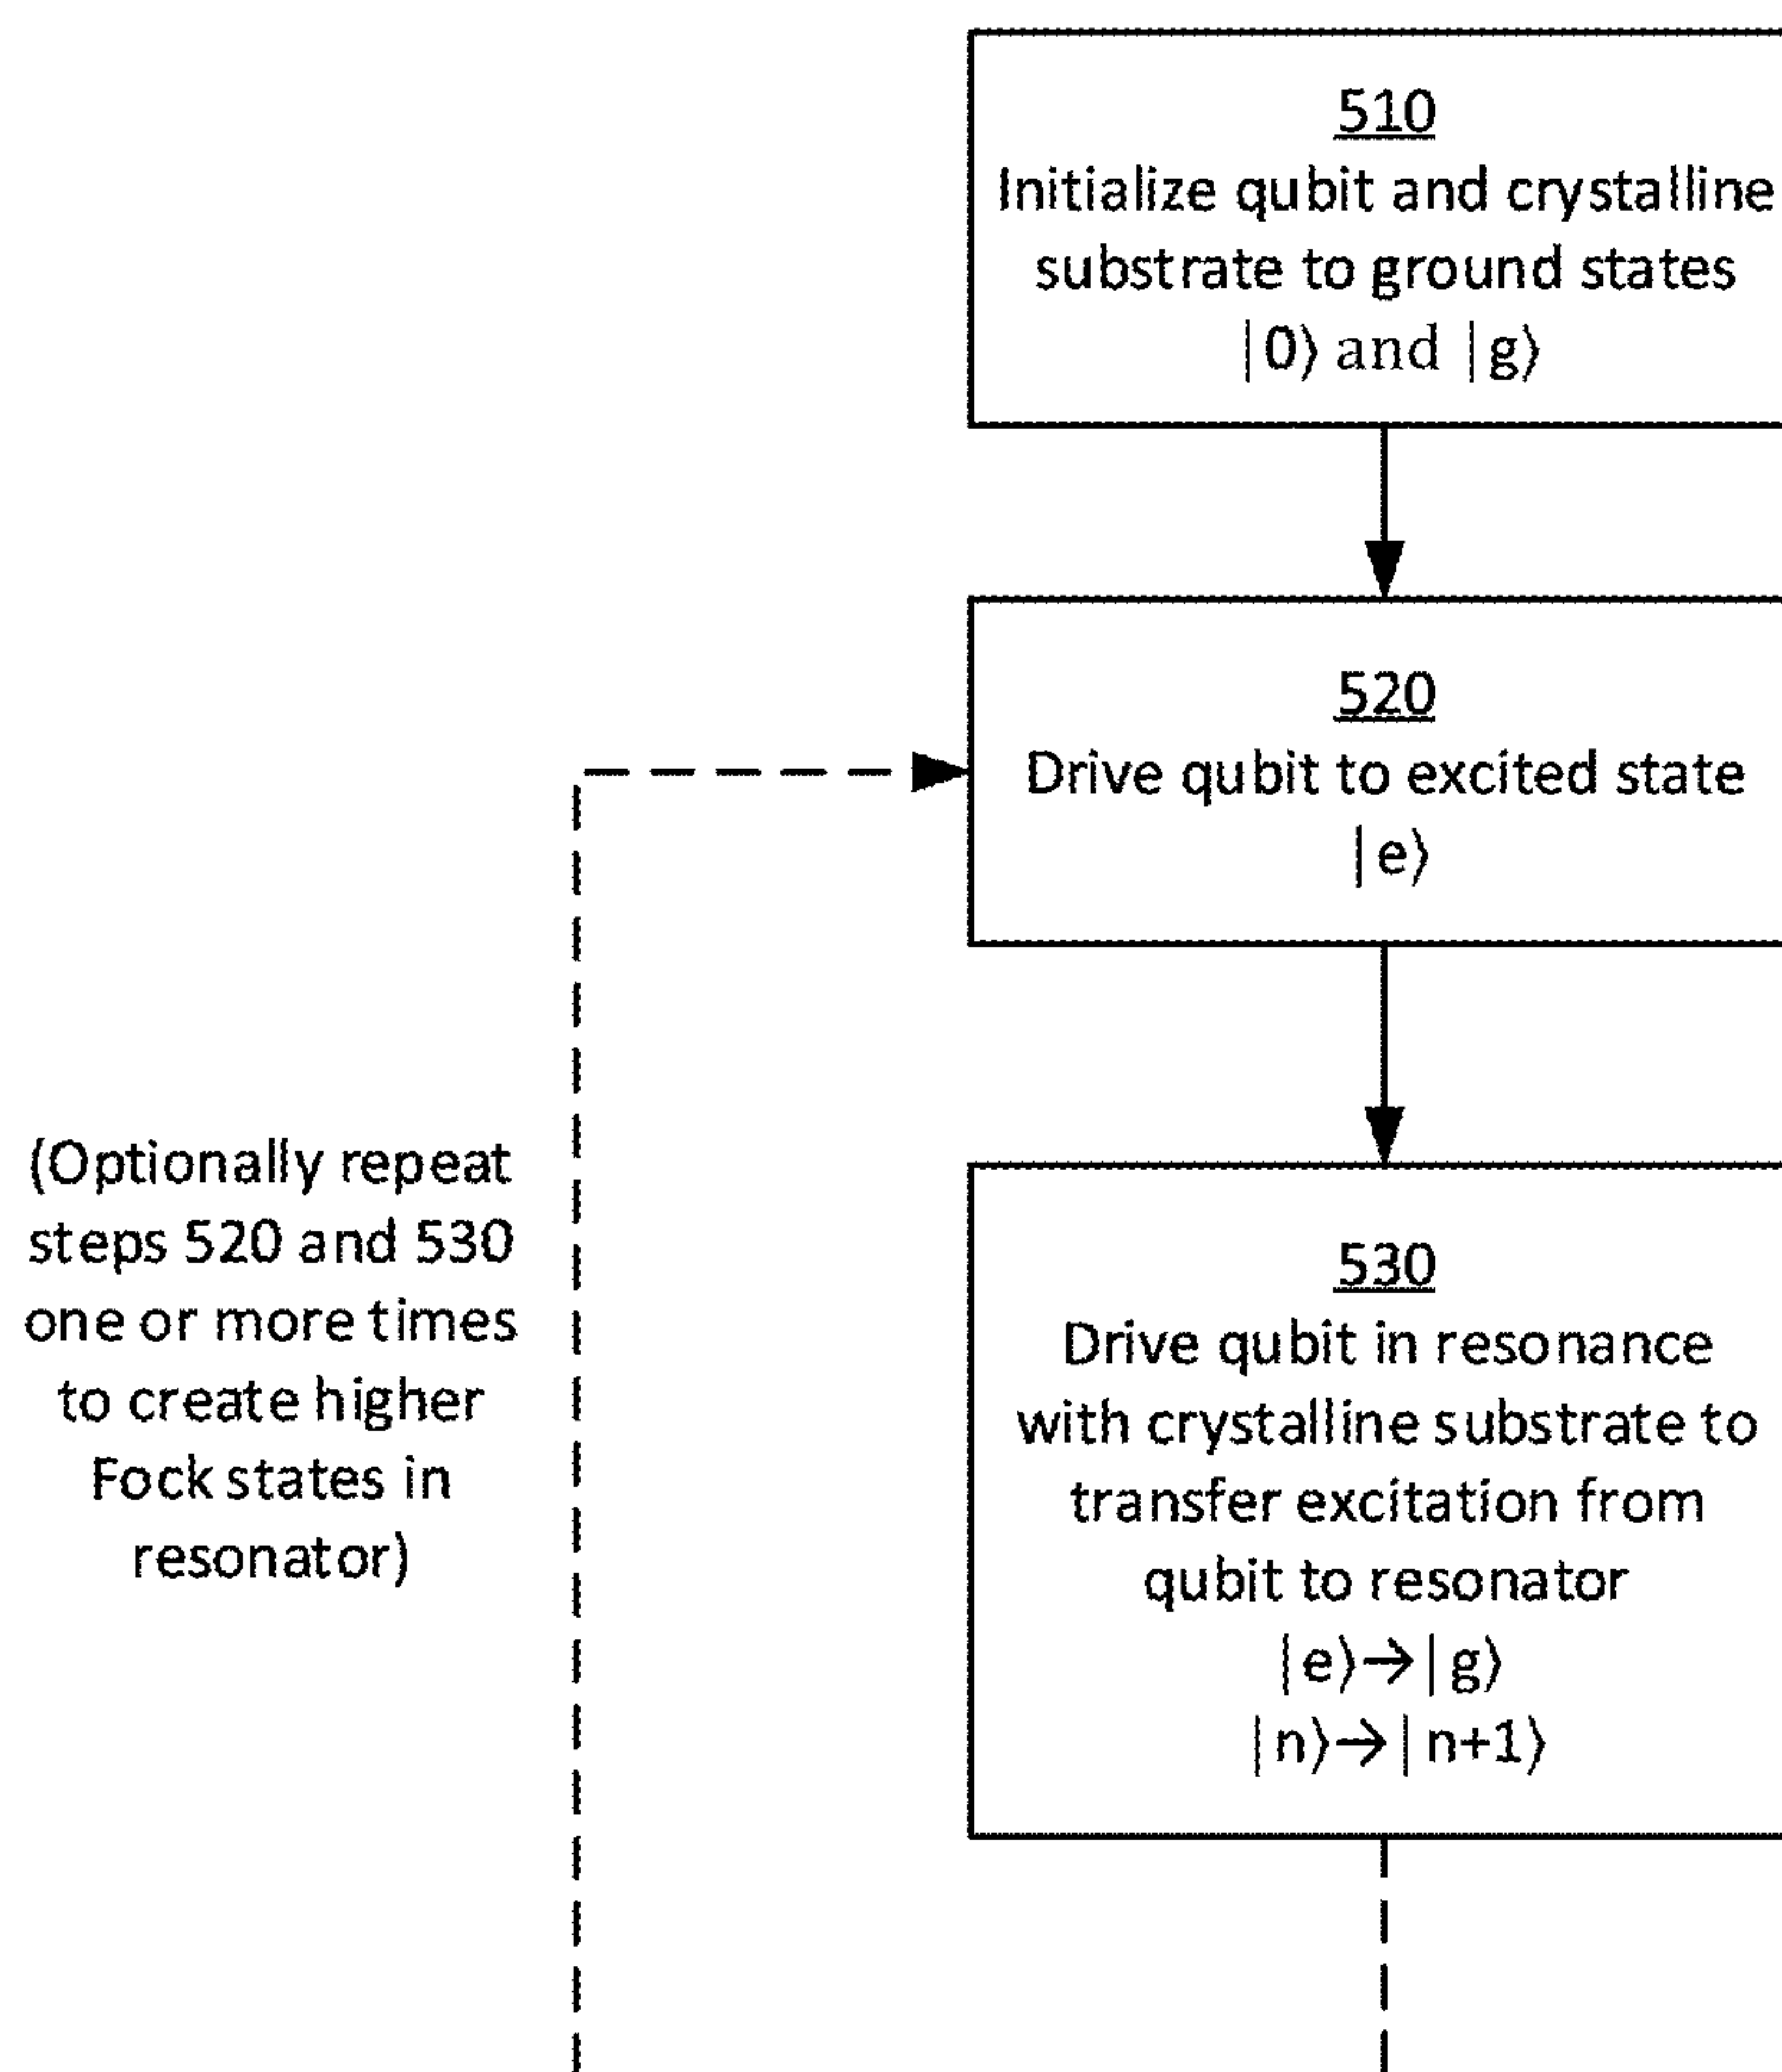 510
Initialize qubit and crystalline
substrate to ground states
|0⟩ and |g⟩
520
Drive qubit to excited state
|e⟩
(Optionally repeat
steps 520 and 530
one or more times
to create higher
Fock states in
resonator)
530
Drive qubit in resonance
with crystalline substrate to
transfer excitation from
qubit to resonator
|e⟩→|g⟩
|n⟩→|n+1⟩